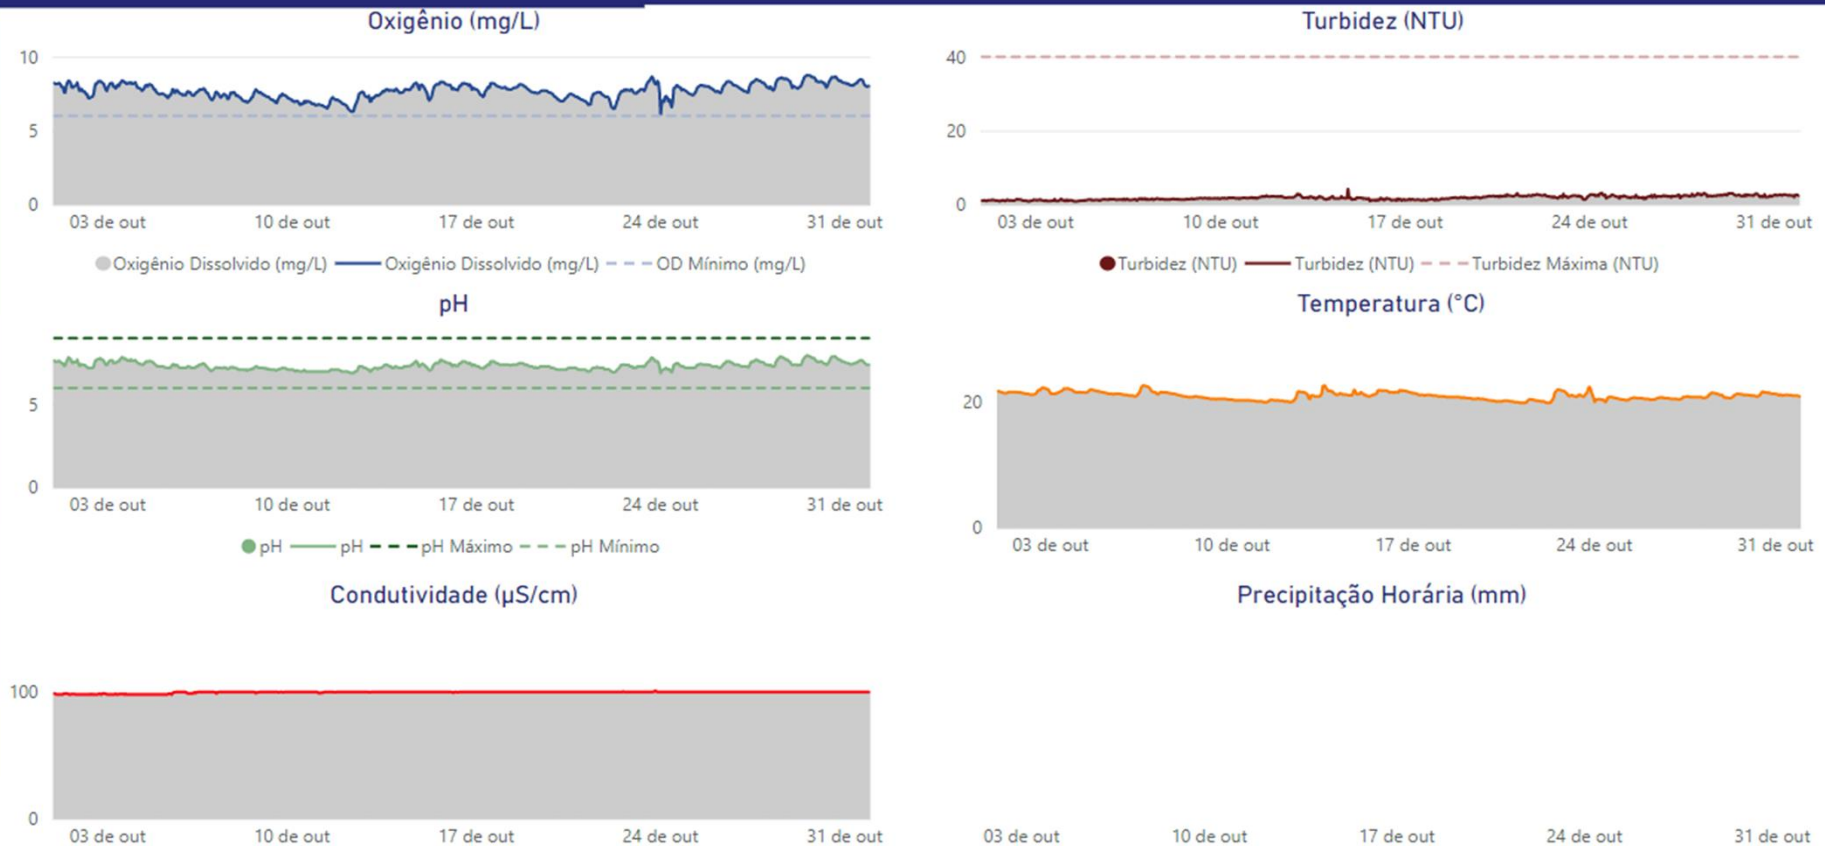 Oxigênio (mg/L)
10
5
0
03 de out 10 de out 17 de out 24 de out 31 de out
Oxigênio Dissolvido (mg/L) Oxigênio Dissolvido (mg/L) OD Mínimo (mg/L)
Turbidez (NTU)
40
20
0
03 de out 10 de out 17 de out 24 de out 31 de out
Turbidez (NTU) Turbidez (NTU) Turbidez Máxima (NTU)
pH
5
0
03 de out 10 de out 17 de out 24 de out 31 de out
pH pH pH Máximo pH Mínimo
Temperatura (°C)
20
0
03 de out 10 de out 17 de out 24 de out 31 de out
Condutividade (µS/cm)
100
0
03 de out 10 de out 17 de out 24 de out 31 de out
Precipitação Horária (mm)
03 de out 10 de out 17 de out 24 de out 31 de out